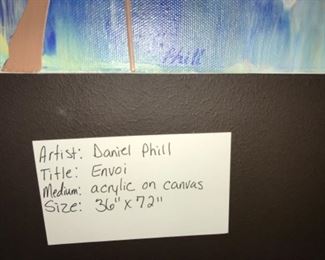 Phill
Artist: Daniel Phill
Title: Envoi
Medium: acrylic on canvas
Size: 36" x 72"